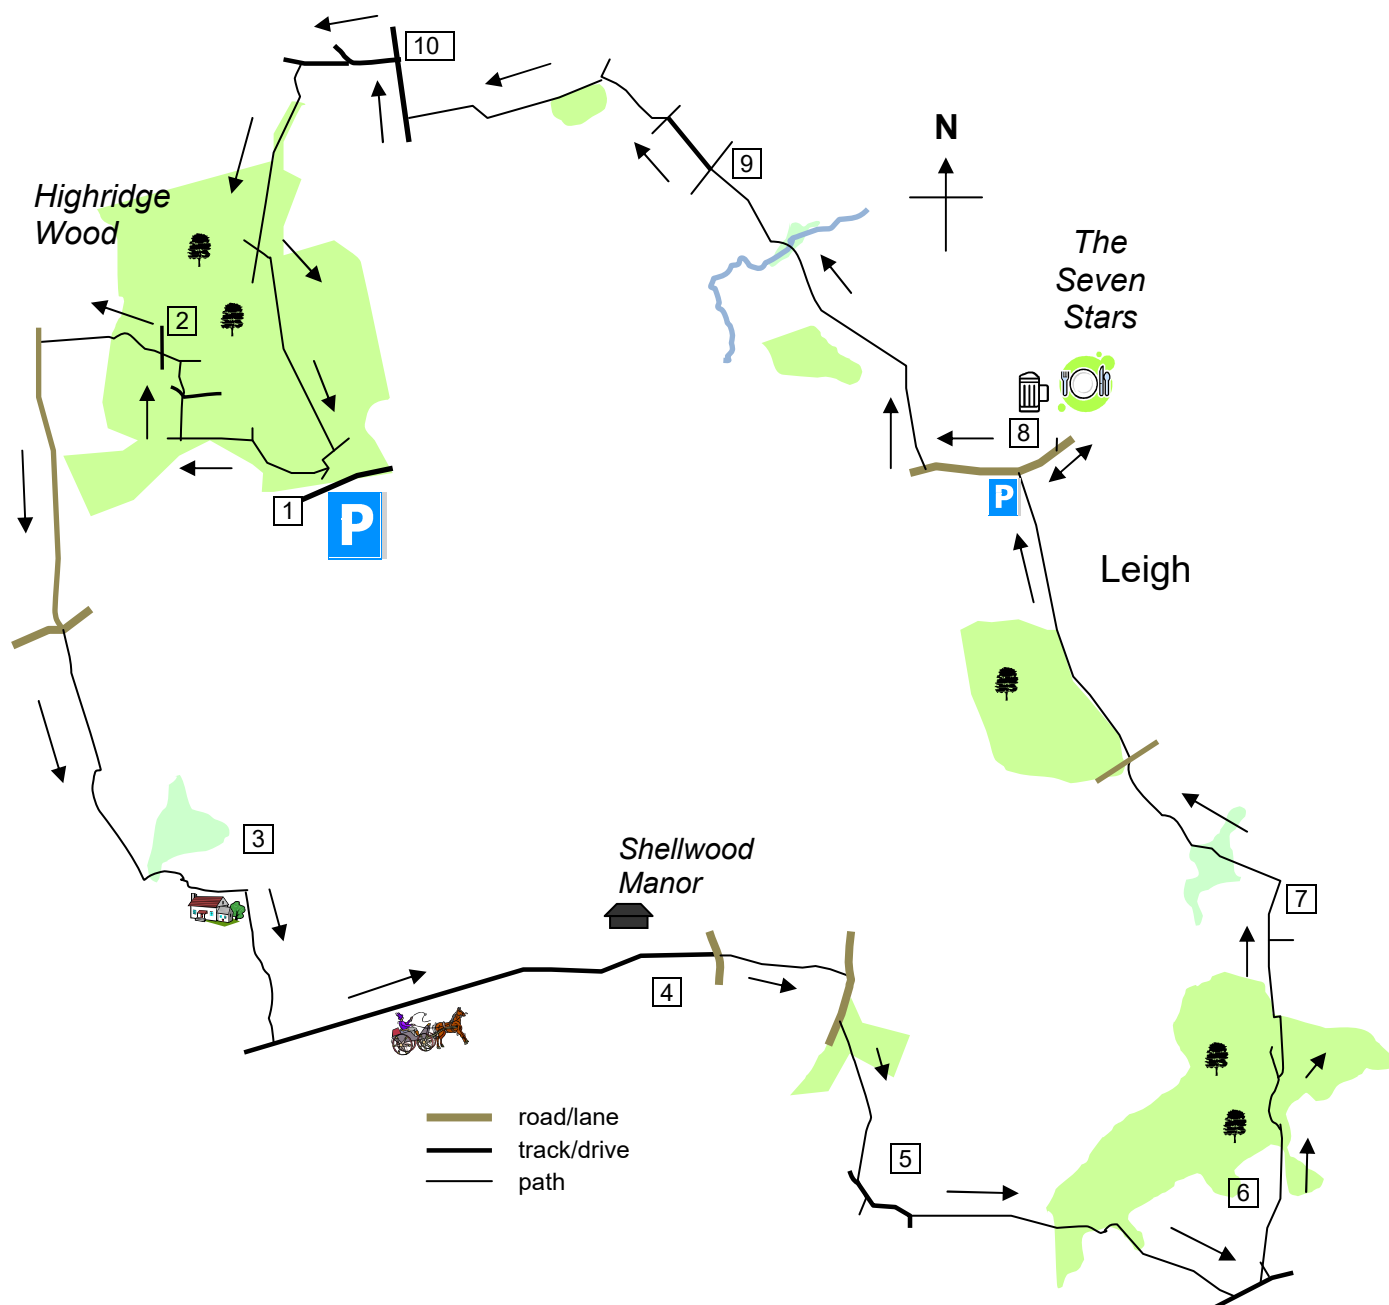 10
N
9
Highridge
Wood
The
Seven
Stars
2
8
1
P
P
Leigh
3
Shellwood
Manor
7
4
road/lane
track/drive
path
5
6